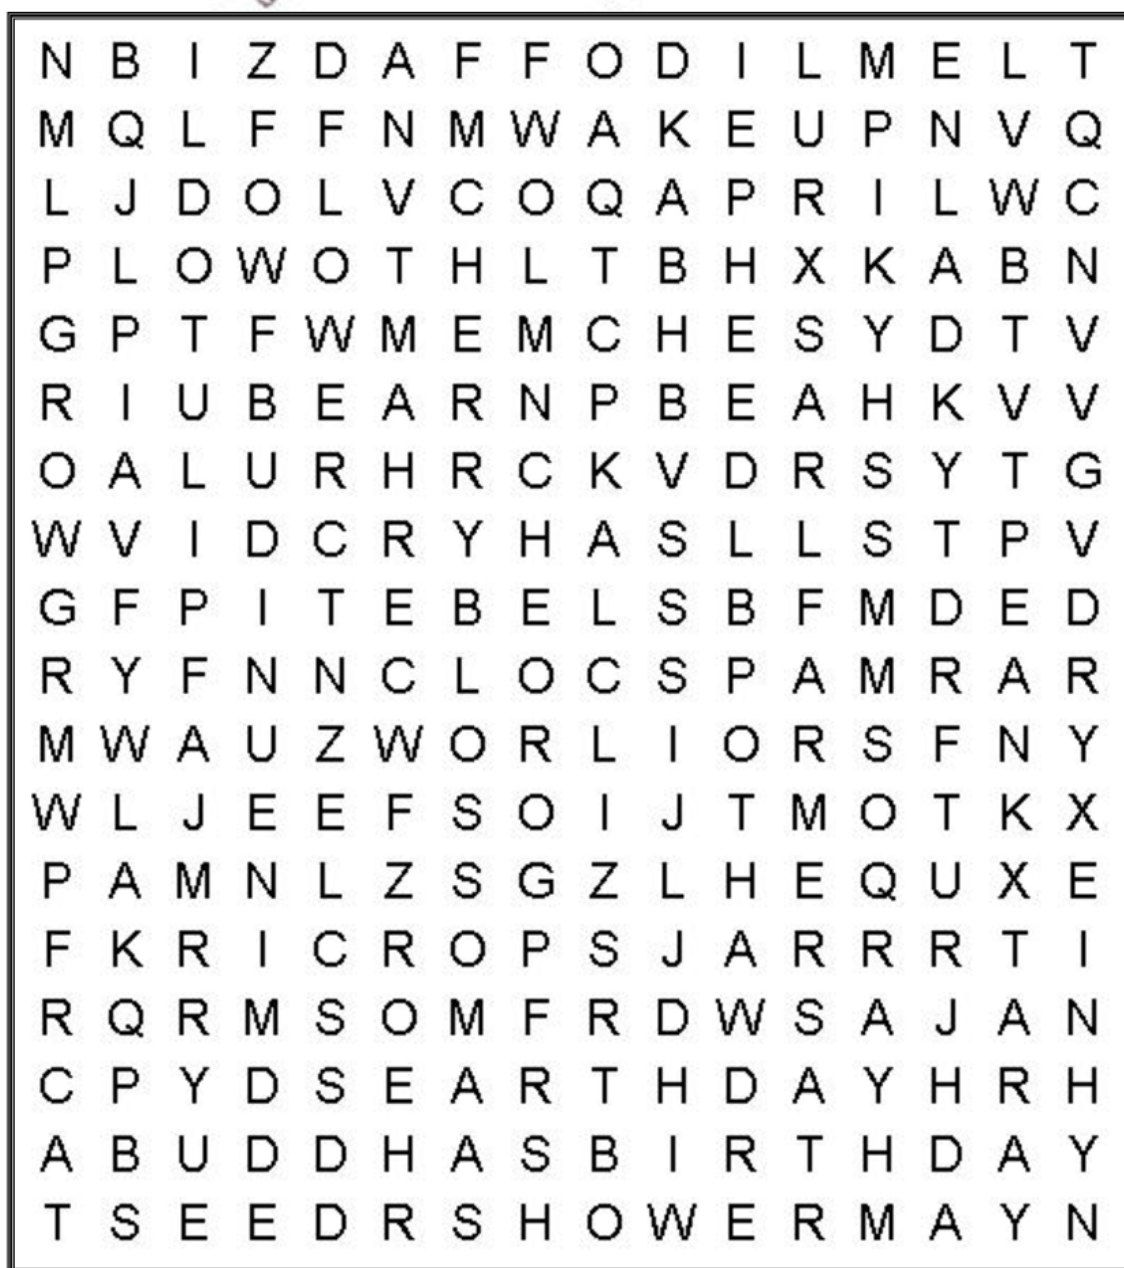 N B I Z D A F F O D I L M E L T
M Q L F F N M W A K E U P N V Q
L J D O L V C O Q A P R I L W C
P L O W O T H L T B H X K A B N
G P T F W M E M C H E S Y D T V
R I U B E A R N P B E A H K V V
O A L U R H R C K V D R S Y T G
W V I D C R Y H A S L L S T P V
G F P I T E B E L S B F M D E D
R Y F N N C L O C S P A M R A R
M W A U Z W O R L I O R S F N Y
W L J E E F S O I J T M O T K X
P A M N L Z S G Z L H E Q U X E
F K R I C R O P S J A R R R T I
R Q R M S O M F R D W S A J A N
C P Y D S E A R T H D A Y H R H
A B U D D H A S B I R T H D A Y
T S E E D R S H O W E R M A Y N